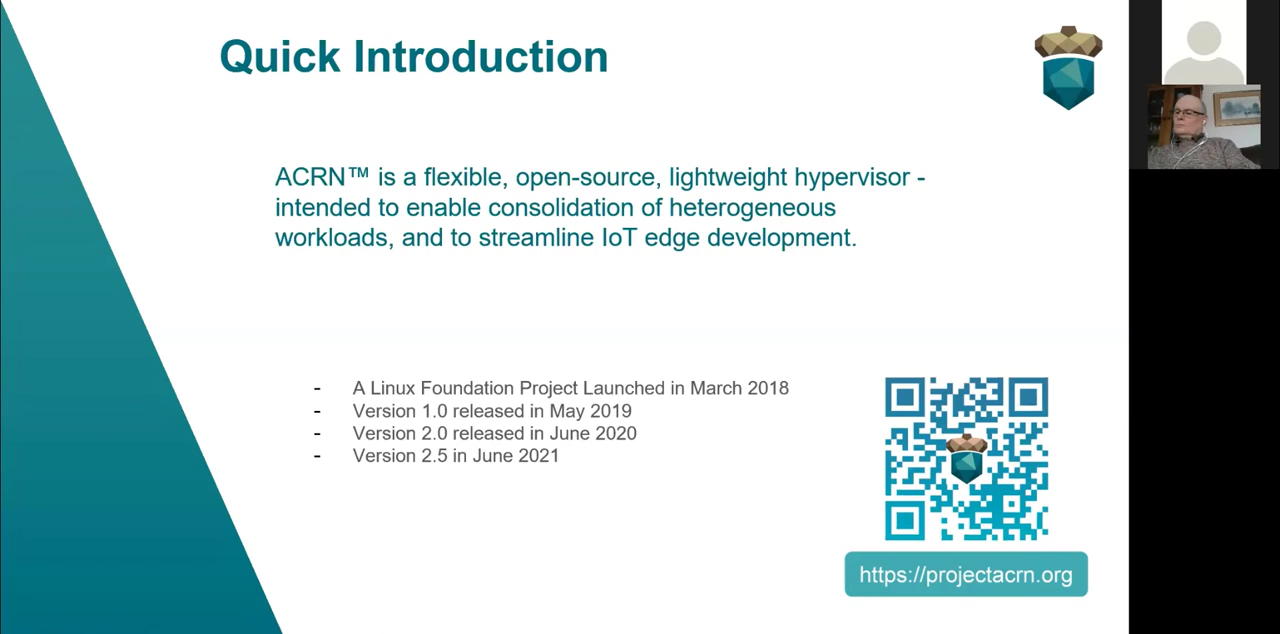 Quick Introduction
ACRN™ is a flexible, open-source, lightweight hypervisor -
intended to enable consolidation of heterogeneous
workloads, and to streamline IoT edge development.
- A Linux Foundation Project Launched in March 2018
- Version 1.0 released in May 2019
- Version 2.0 released in June 2020
- Version 2.5 in June 2021
https://projectacrn.org